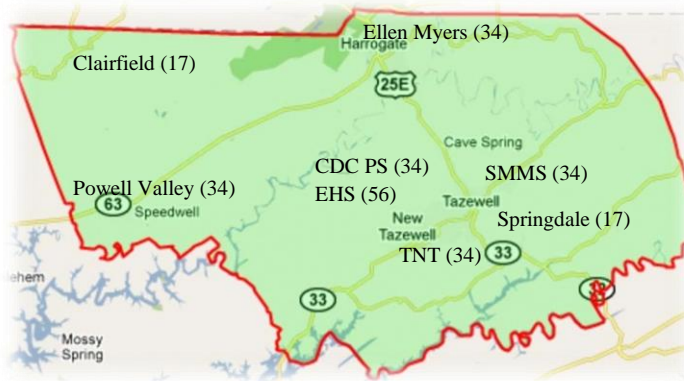 Ellen Myers (34)
Harrogate
Clairfield (17)
25E
Cave Spring
CDC PS (34)
SMMS (34)
EHS (56)
Powell Valley (34)
63
Speedwell
Tazewell
New
Tazewell
Springdale (17)
TNT (34)
33
33
Mossy
Spring